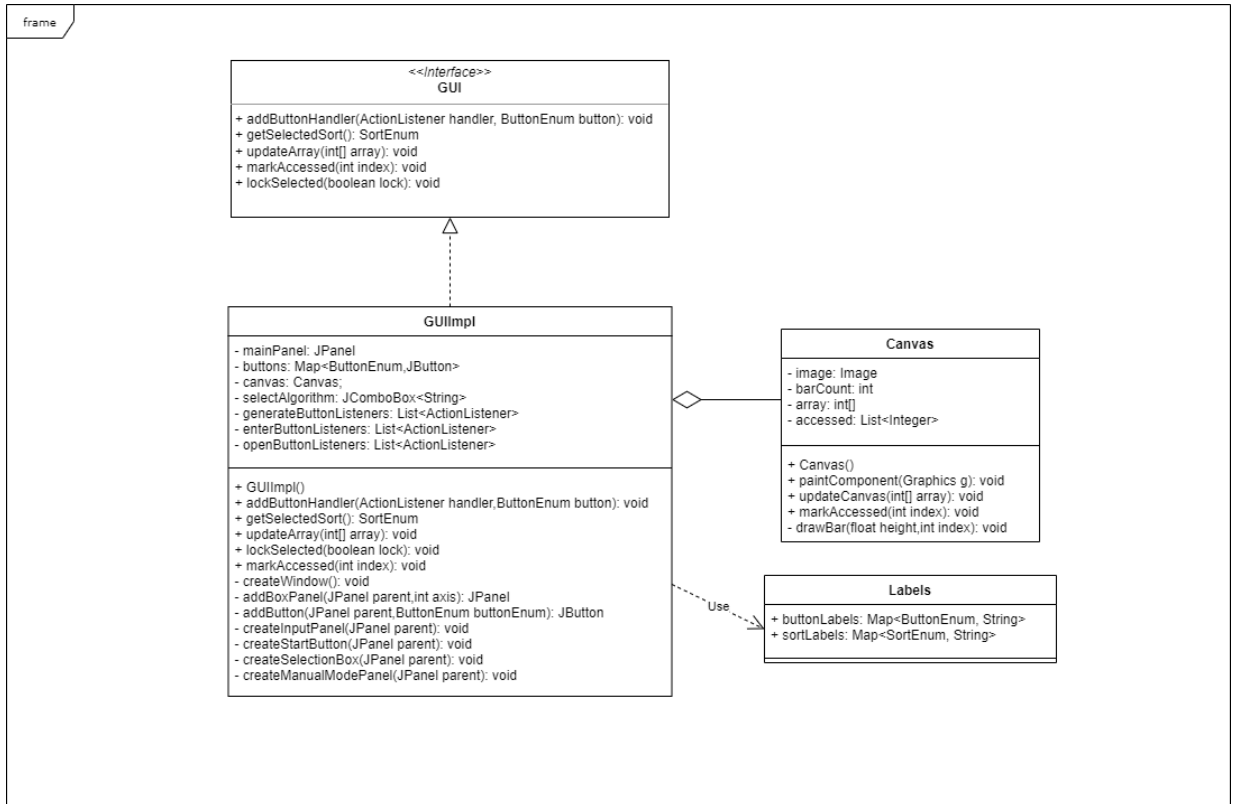 frame
<<Interface>>
GUI
+ addButtonHandler(ActionListener handler, ButtonEnum button): void
+ getSelectedSort(): SortEnum
+ updateArray(int[] array): void
+ markAccessed(int index): void
+ lockSelected(boolean lock): void
GUIImpl
- mainPanel: JPanel
- buttons: Map<ButtonEnum,JButton>
- canvas: Canvas;
- selectAlgorithm: JComboBox<String>
- generateButtonListeners: List<ActionListener>
- enterButtonListeners: List<ActionListener>
- openButtonListeners: List<ActionListener>
+ GUIImpl()
+ addButtonHandler(ActionListener handler,ButtonEnum button): void
+ getSelectedSort(): SortEnum
+ updateArray(int[] array): void
+ lockSelected(boolean lock): void
+ markAccessed(int index): void
- createWindow(): void
- addBoxPanel(JPanel parent,int axis): JPanel
- addButton(JPanel parent,ButtonEnum buttonEnum): JButton
- createInputPanel(JPanel parent): void
- createStartButton(JPanel parent): void
- createSelectionBox(JPanel parent): void
- createManualModePanel(JPanel parent): void
Canvas
- image: Image
- barCount: int
- array: int[]
- accessed: List<Integer>
+ Canvas()
+ paintComponent(Graphics g): void
+ updateCanvas(int[] array): void
+ markAccessed(int index): void
- drawBar(float height,int index): void
Use
Labels
+ buttonLabels: Map<ButtonEnum, String>
+ sortLabels: Map<SortEnum, String>